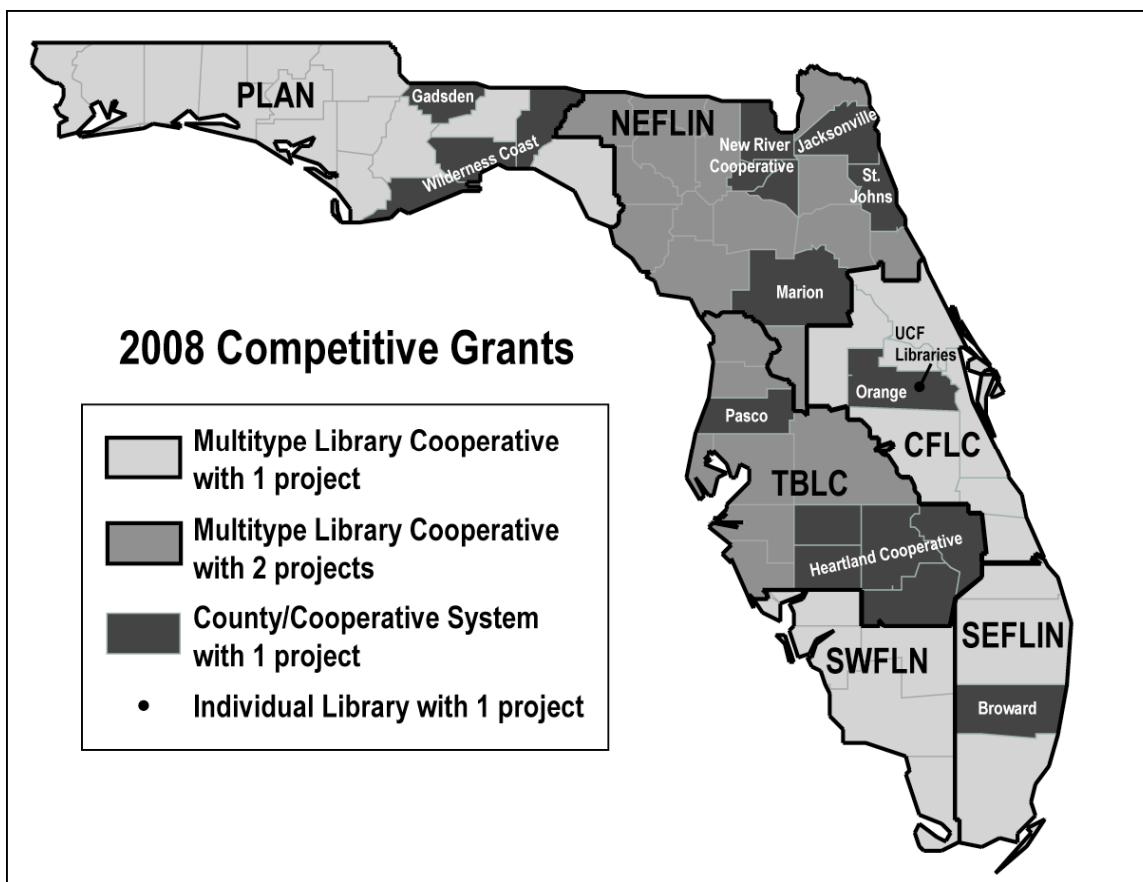 PLAN
Gadsden
Wilderness Coast
NEFLIN
New River
Cooperative
Jacksonville
St.
Johns
Marion
UCF
Libraries
Orange
Pasco
CFLC
TBLC
Heartland Cooperative
SWFLN
SEFLIN
Broward
2008 Competitive Grants
Multitype Library Cooperative
with 1 project
Multitype Library Cooperative
with 2 projects
County/Cooperative System
with 1 project
Individual Library with 1 project